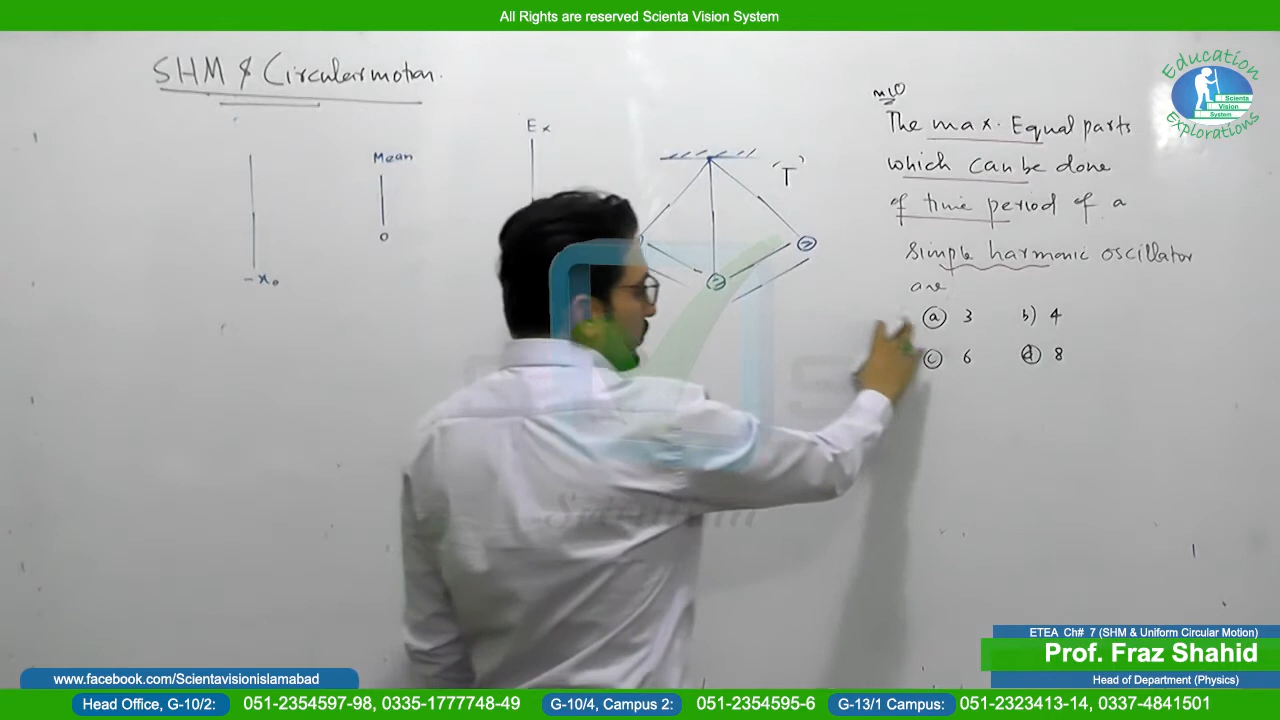 All Rights are reserved Scienta Vision System
SHM & Circular motion.
Education
Scienta
Vision
System
Explorations
MCQ
The max. Equal parts
which can be done
of time period of a
simple harmonic oscillator
are
a 3 b) 4
c 6 d 8
Mean
o
-x₀
Ex
'T'
ETEA Ch# 7 (SHM & Uniform Circular Motion)
Prof. Fraz Shahid
Head of Department (Physics)
www.facebook.com/Scientavisionislamabad
Head Office, G-10/2: 051-2354597-98, 0335-1777748-49 G-10/4, Campus 2: 051-2354595-6 G-13/1 Campus: 051-2323413-14, 0337-4841501